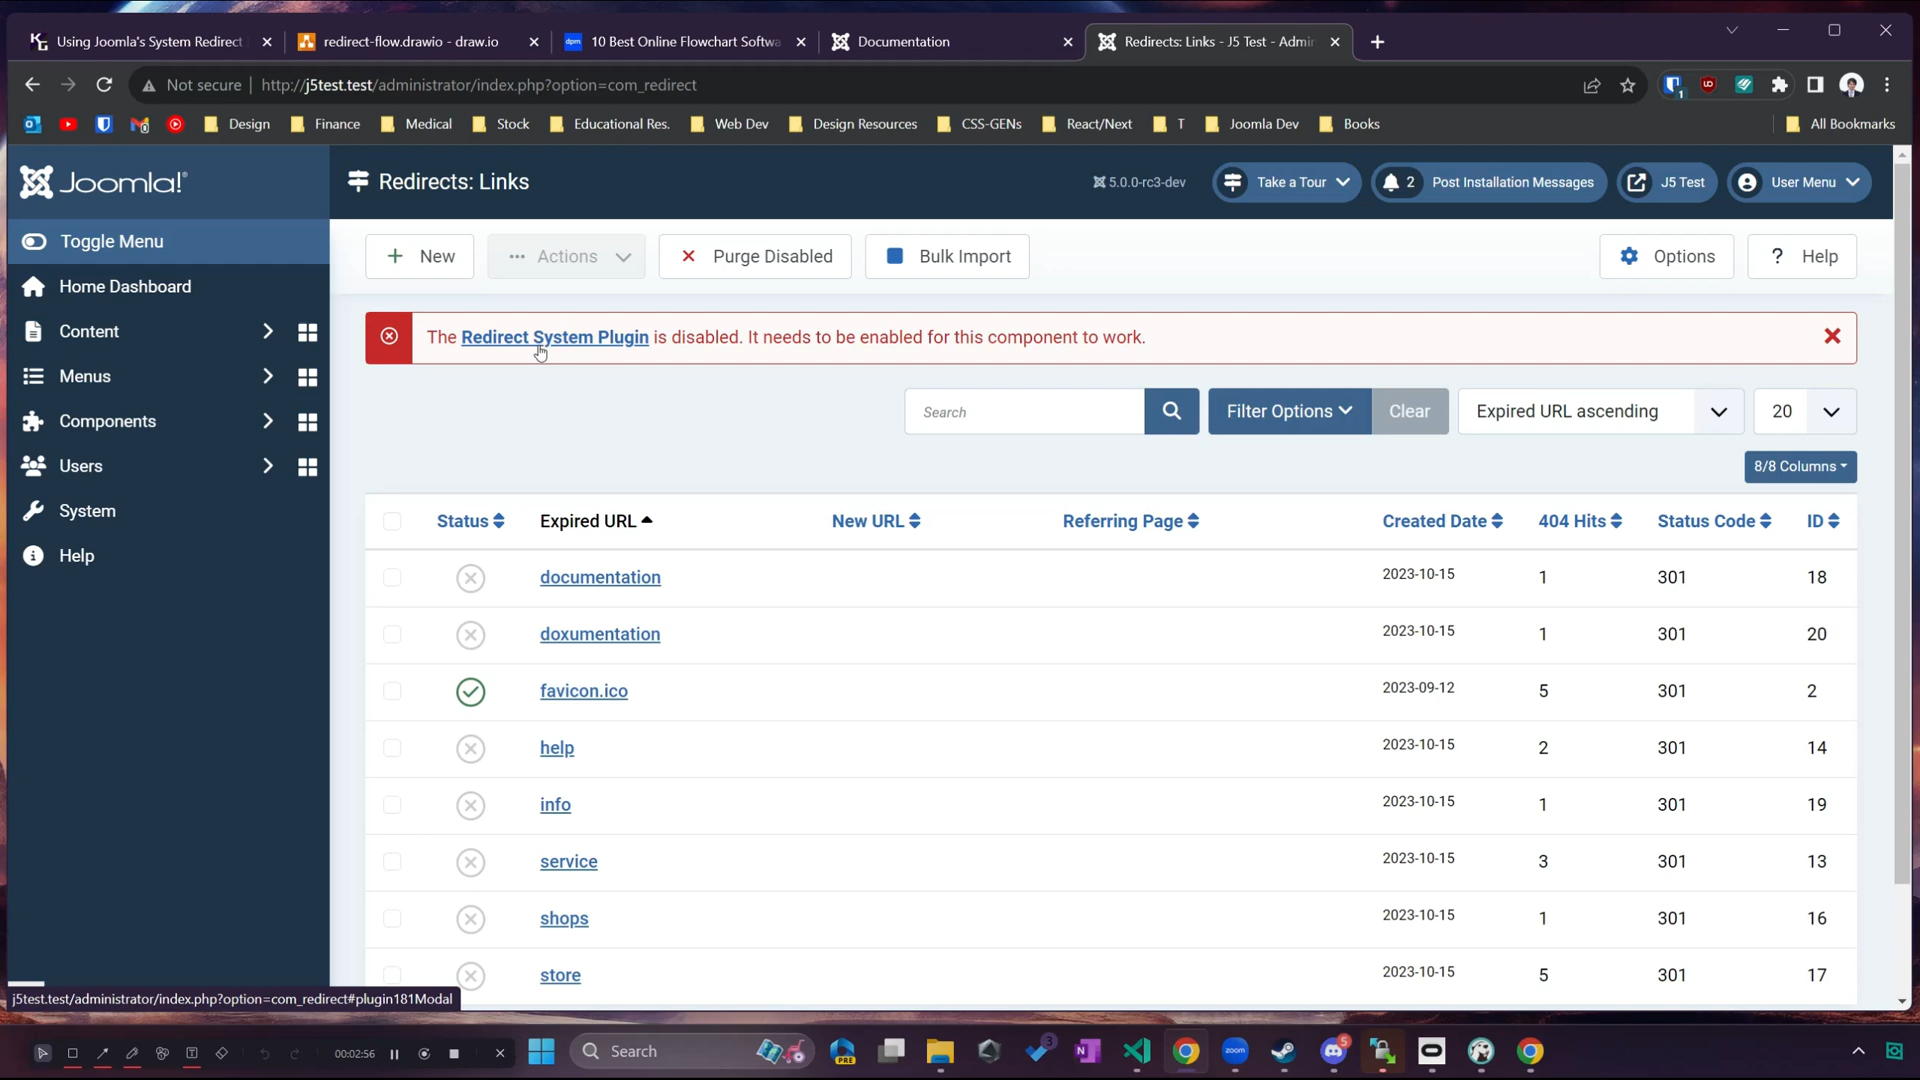 Using Joomla's System Redirect
redirect-flow.drawio - draw.io
dpm
10 Best Online Flowchart Softwa
Documentation
Redirects: Links - J5 Test - Admin
Not secure
http://j5test.test/administrator/index.php?option=com_redirect
1
Design
Finance
Medical
Stock
Educational Res.
Web Dev
Design Resources
CSS-GENs
React/Next
T
Joomla Dev
Books
All Bookmarks
Joomla!®
Redirects: Links
5.0.0-rc3-dev
Take a Tour
2
Post Installation Messages
J5 Test
User Menu
Toggle Menu
Home Dashboard
Content
Menus
Components
Users
System
Help
New
Actions
Purge Disabled
Bulk Import
Options
Help
The Redirect System Plugin is disabled. It needs to be enabled for this component to work.
Search
Filter Options
Clear
Expired URL ascending
20
8/8 Columns
Status
Expired URL
New URL
Referring Page
Created Date
404 Hits
Status Code
ID
documentation
2023-10-15
1
301
18
doxumentation
2023-10-15
1
301
20
favicon.ico
2023-09-12
5
301
2
help
2023-10-15
2
301
14
info
2023-10-15
1
301
19
service
2023-10-15
3
301
13
shops
2023-10-15
1
301
16
store
2023-10-15
5
301
17
j5test.test/administrator/index.php?option=com_redirect#plugin181Modal
00:02:56
Search
PRE
3
zoom
5